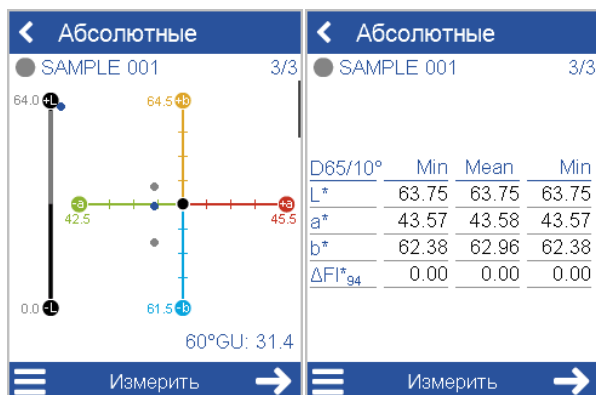 Абсолютные
SAMPLE 001 3/3
64.0 +L 64.5 +b
-a +a
42.5 45.5
0.0 -L 61.5 -b
60°GU: 31.4
Измерить
Абсолютные
SAMPLE 001 3/3
D65/10° Min Mean Min
L* 63.75 63.75 63.75
a* 43.57 43.58 43.57
b* 62.38 62.96 62.38
ΔFl*94 0.00 0.00 0.00
Измерить